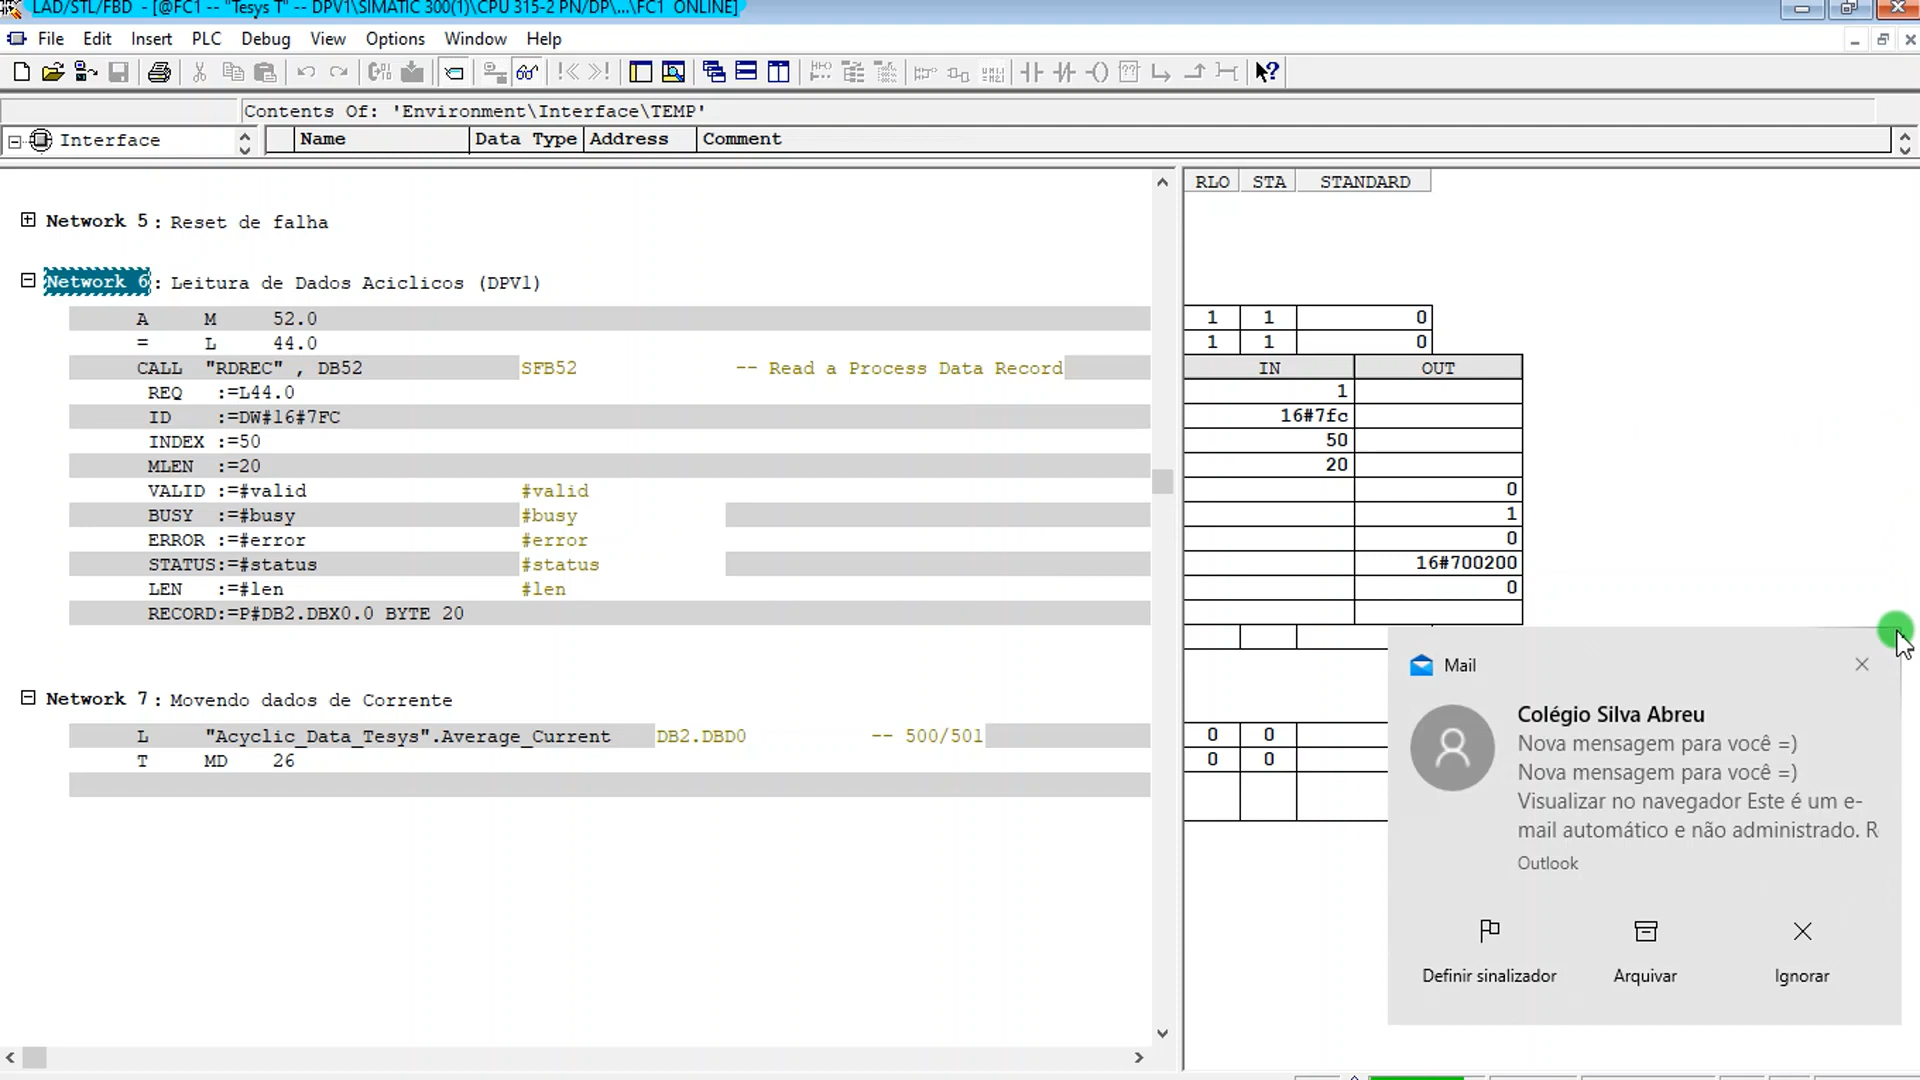 LAD/STL/FBD - [@FC1 -- "Tesys T" -- DPV1\SIMATIC 300(1)\CPU 315-2 PN/DP\...\FC1 ONLINE]
File Edit Insert PLC Debug View Options Window Help
Contents Of: 'Environment\Interface\TEMP'
Interface
Name Data Type Address Comment
RLO STA STANDARD
Network 5 : Reset de falha
Network 6 : Leitura de Dados Aciclicos (DPV1)
A M 52.0 1 1 0
= L 44.0 1 1 0
CALL "RDREC" , DB52 SFB52 -- Read a Process Data Record IN OUT
REQ :=L44.0 1
ID :=DW#16#7FC 16#7fc
INDEX :=50 50
MLEN :=20 20
VALID :=#valid #valid 0
BUSY :=#busy #busy 1
ERROR :=#error #error 0
STATUS:=#status #status 16#700200
LEN :=#len #len 0
RECORD:=P#DB2.DBX0.0 BYTE 20
Network 7 : Movendo dados de Corrente
L "Acyclic_Data_Tesys".Average_Current DB2.DBD0 -- 500/501 0 0
T MD 26 0 0
Mail
Colégio Silva Abreu
Nova mensagem para você =)
Nova mensagem para você =)
Visualizar no navegador Este é um e-
mail automático e não administrado. R
Outlook
Definir sinalizador Arquivar Ignorar